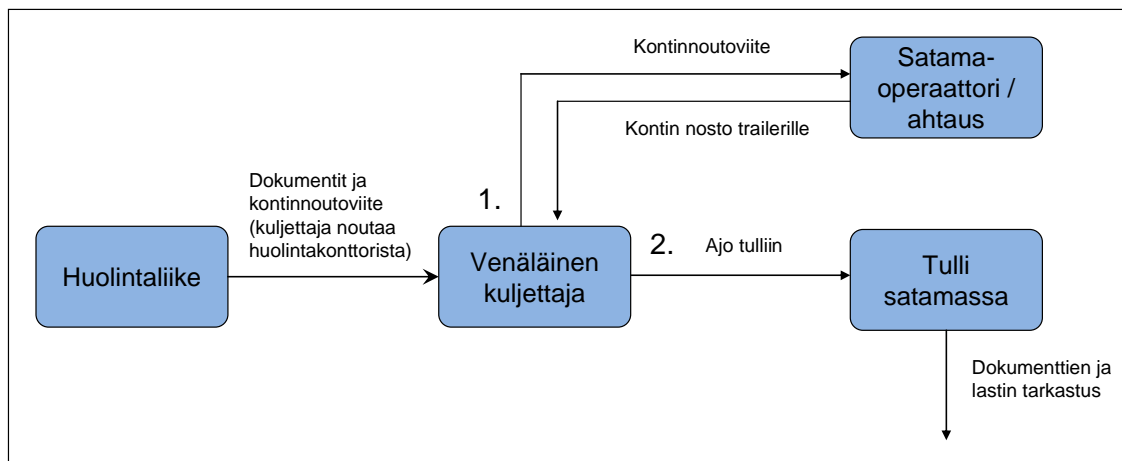 Kontinnoutoviite
Satama-
operaattori /
ahtaus
Kontin nosto trailerille
Dokumentit ja
kontinnoutoviite
(kuljettaja noutaa
huolintakonttorista)
1.
Huolintaliike
Venäläinen
kuljettaja
2.
Ajo tulliin
Tulli
satamassa
Dokumenttien ja
lastin tarkastus